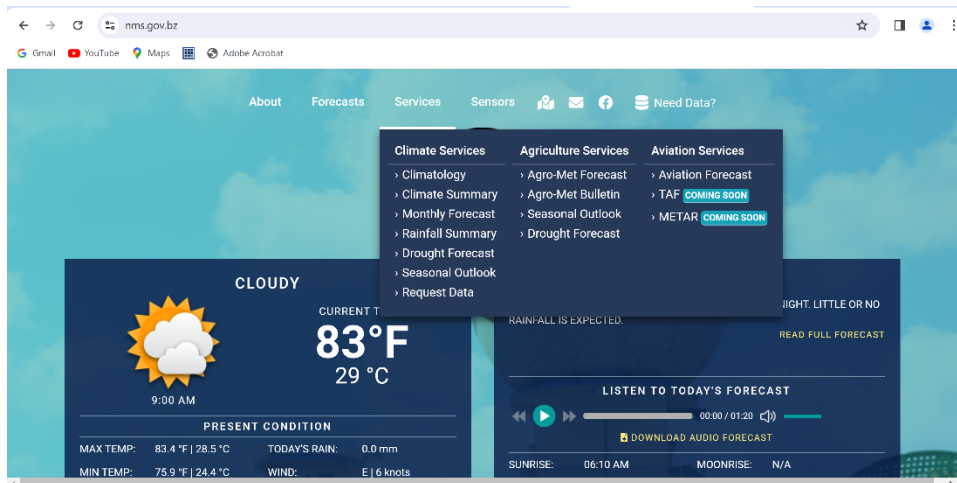 nms.gov.bz
Gmail YouTube Maps Adobe Acrobat
About Forecasts Services Sensors Need Data?
Climate Services
› Climatology
› Climate Summary
› Monthly Forecast
› Rainfall Summary
› Drought Forecast
› Seasonal Outlook
› Request Data
Agriculture Services
› Agro-Met Forecast
› Agro-Met Bulletin
› Seasonal Outlook
› Drought Forecast
Aviation Services
› Aviation Forecast
› TAF COMING SOON
› METAR COMING SOON
CLOUDY
CURRENT T
83°F
29 °C
9:00 AM
PRESENT CONDITION
MAX TEMP: 83.4 °F | 28.5 °C TODAY'S RAIN: 0.0 mm
MIN TEMP: 75.9 °F | 24.4 °C WIND: E | 6 knots
NIGHT. LITTLE OR NO
RAINFALL IS EXPECTED.
READ FULL FORECAST
LISTEN TO TODAY'S FORECAST
00:00 / 01:20
DOWNLOAD AUDIO FORECAST
SUNRISE: 06:10 AM MOONRISE: N/A